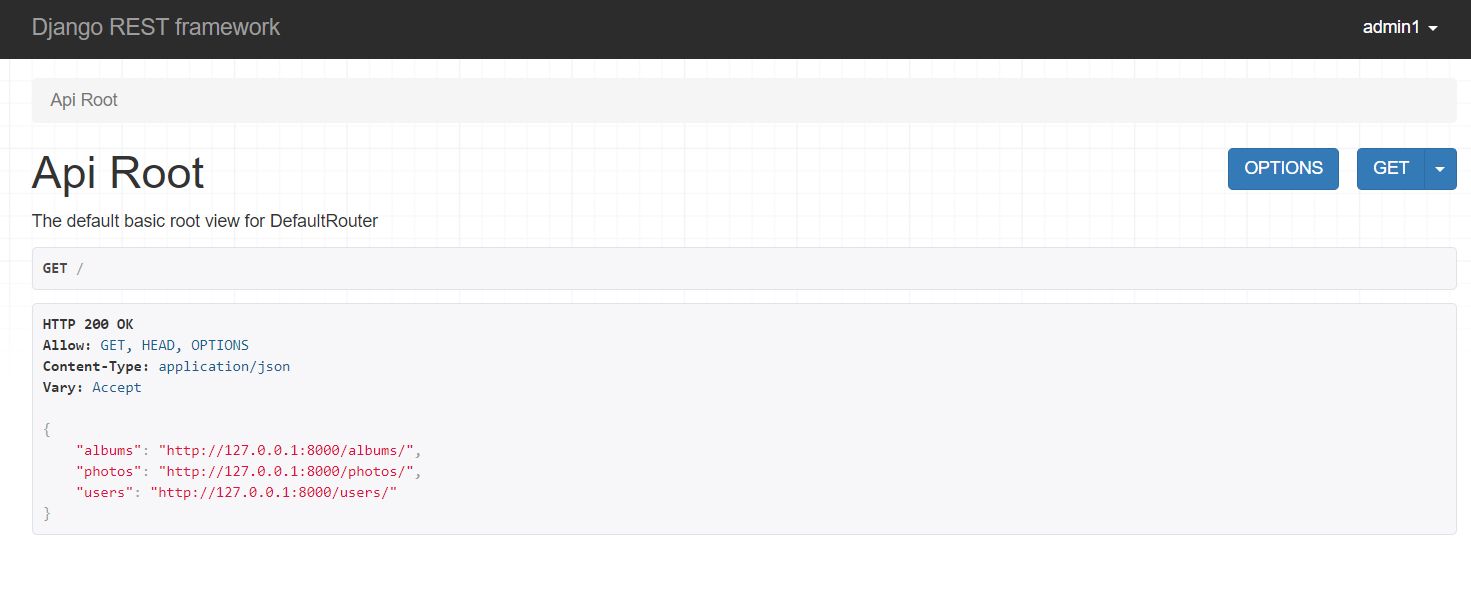 Django REST framework
admin1
Api Root
Api Root
OPTIONS
GET
The default basic root view for DefaultRouter
GET /
HTTP 200 OK
Allow: GET, HEAD, OPTIONS
Content-Type: application/json
Vary: Accept
{
    "albums": "http://127.0.0.1:8000/albums/",
    "photos": "http://127.0.0.1:8000/photos/",
    "users": "http://127.0.0.1:8000/users/"
}